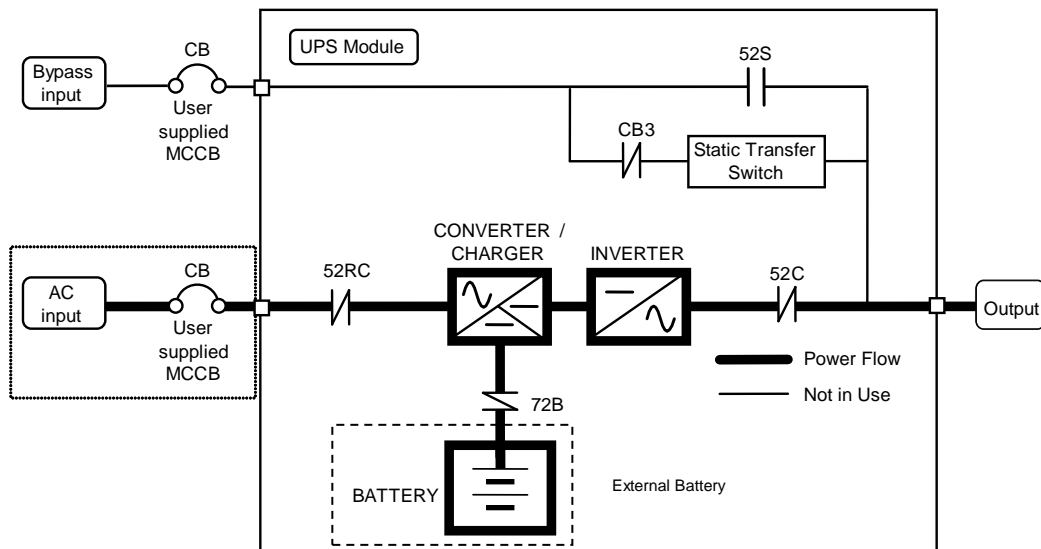 UPS Module
CB
Bypass
input
User
supplied
MCCB
52S
CB3
Static Transfer
Switch
CONVERTER /
CHARGER
INVERTER
CB
AC
input
User
supplied
MCCB
52RC
52C
Output
Power Flow
Not in Use
72B
BATTERY
External Battery